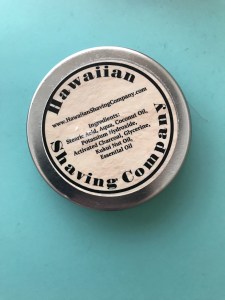 Hawaiian
www.HawaiianShavingCompany.com
Ingredients:
Stearic Acid, Aqua, Coconut Oil,
Potassium Hydroxide,
Activated Charcoal, Glycerine,
Kukui Nut Oil,
Essential Oil
Shaving Company